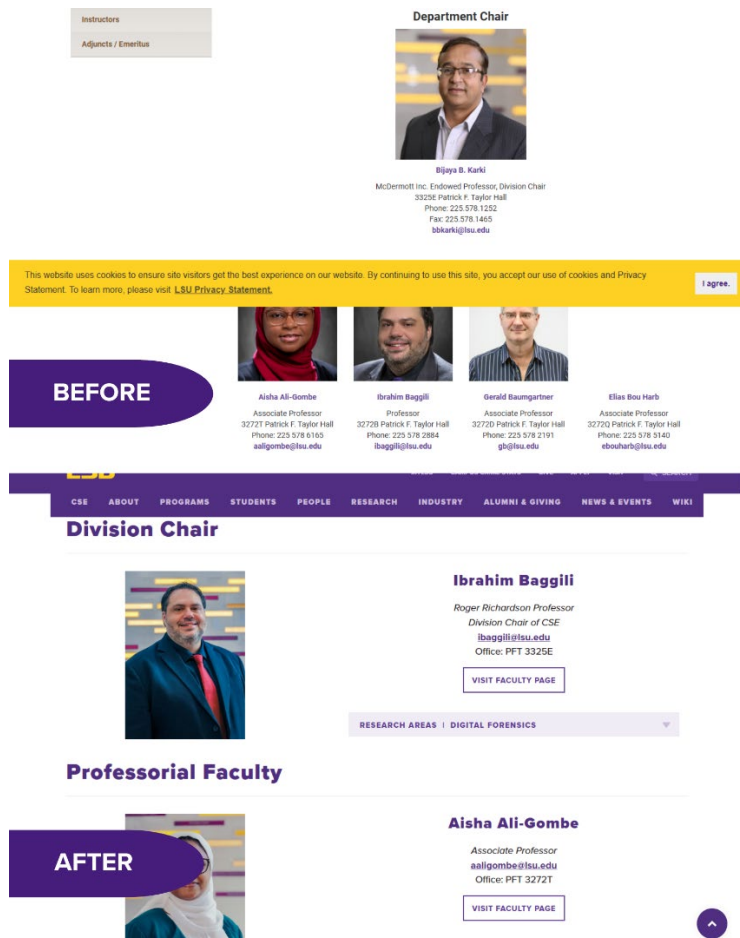 Instructors
Adjuncts / Emeritus
Department Chair
Bijaya B. Karki
McDermott Inc. Endowed Professor, Division Chair
3325E Patrick F. Taylor Hall
Phone: 225.578.1252
Fax: 225.578.1465
bbkarki@lsu.edu
This website uses cookies to ensure site visitors get the best experience on our website. By continuing to use this site, you accept our use of cookies and Privacy
Statement. To learn more, please visit LSU Privacy Statement.
I agree.
BEFORE
Aisha Ali-Gombe
Associate Professor
3272T Patrick F. Taylor Hall
Phone: 225 578 6165
aaligombe@lsu.edu
Ibrahim Baggili
Professor
3272B Patrick F. Taylor Hall
Phone: 225 578 2884
ibaggili@lsu.edu
Gerald Baumgartner
Associate Professor
3272D Patrick F. Taylor Hall
Phone: 225 578 2191
gb@lsu.edu
Elias Bou Harb
Associate Professor
3272Q Patrick F. Taylor Hall
Phone: 225 578 5140
ebouharb@lsu.edu
LSU
CSE ABOUT PROGRAMS STUDENTS PEOPLE RESEARCH INDUSTRY ALUMNI & GIVING NEWS & EVENTS WIKI
Division Chair
Ibrahim Baggili
Roger Richardson Professor
Division Chair of CSE
ibaggili@lsu.edu
Office: PFT 3325E
VISIT FACULTY PAGE
RESEARCH AREAS | DIGITAL FORENSICS
Professorial Faculty
AFTER
Aisha Ali-Gombe
Associate Professor
aaligombe@lsu.edu
Office: PFT 3272T
VISIT FACULTY PAGE